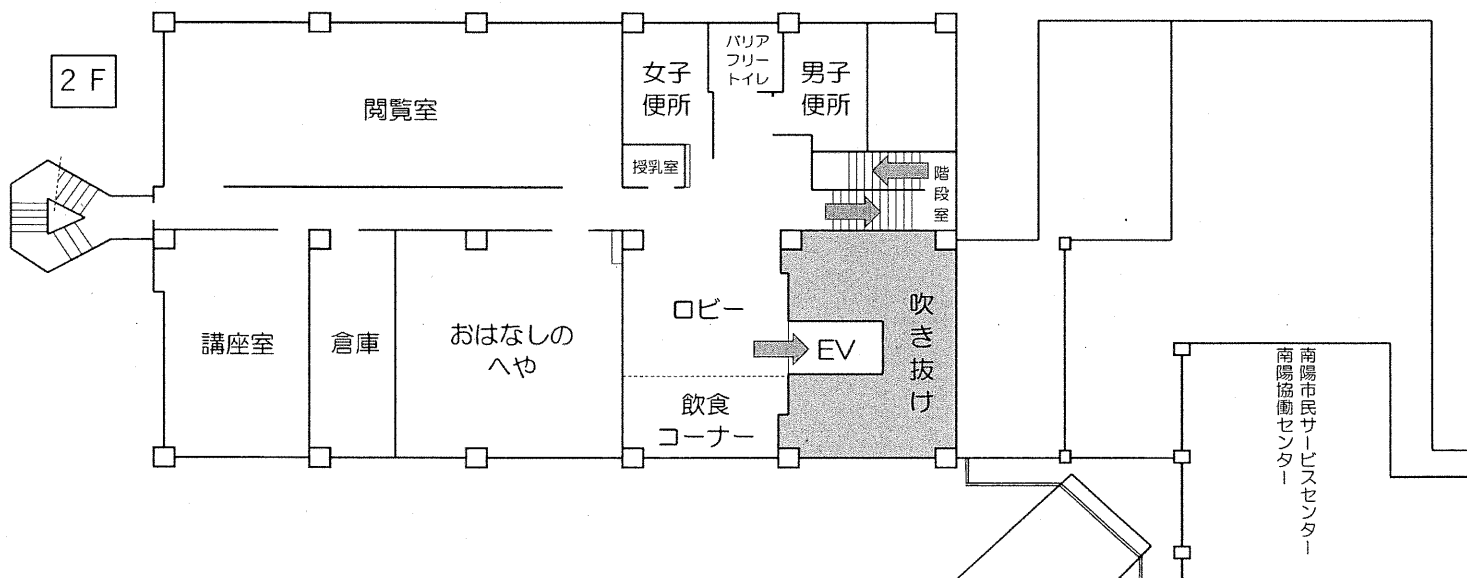 2 F
閲覧室
女子
便所
バリア
フリー
トイレ
男子
便所
授乳室
階段室
講座室
倉庫
おはなしの
へや
ロビー
EV
吹き抜け
飲食
コーナー
南陽市民サービスセンター
南陽協働センター